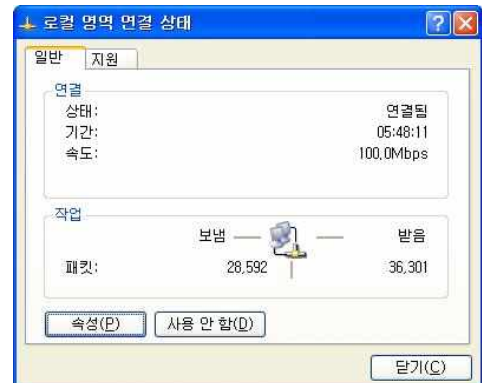 로컬 영역 연결 상태
일반 지원
연결
상태: 연결됨
기간: 05:48:11
속도: 100,0Mbps
작업
보냄 받음
패킷: 28,592 36,301
속성(P) 사용 안 함(D)
닫기(C)